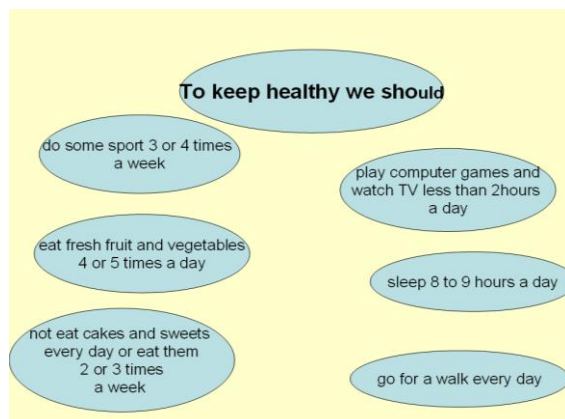 To keep healthy we should
do some sport 3 or 4 times
a week
play computer games and
watch TV less than 2hours
a day
eat fresh fruit and vegetables
4 or 5 times a day
sleep 8 to 9 hours a day
not eat cakes and sweets
every day or eat them
2 or 3 times
a week
go for a walk every day